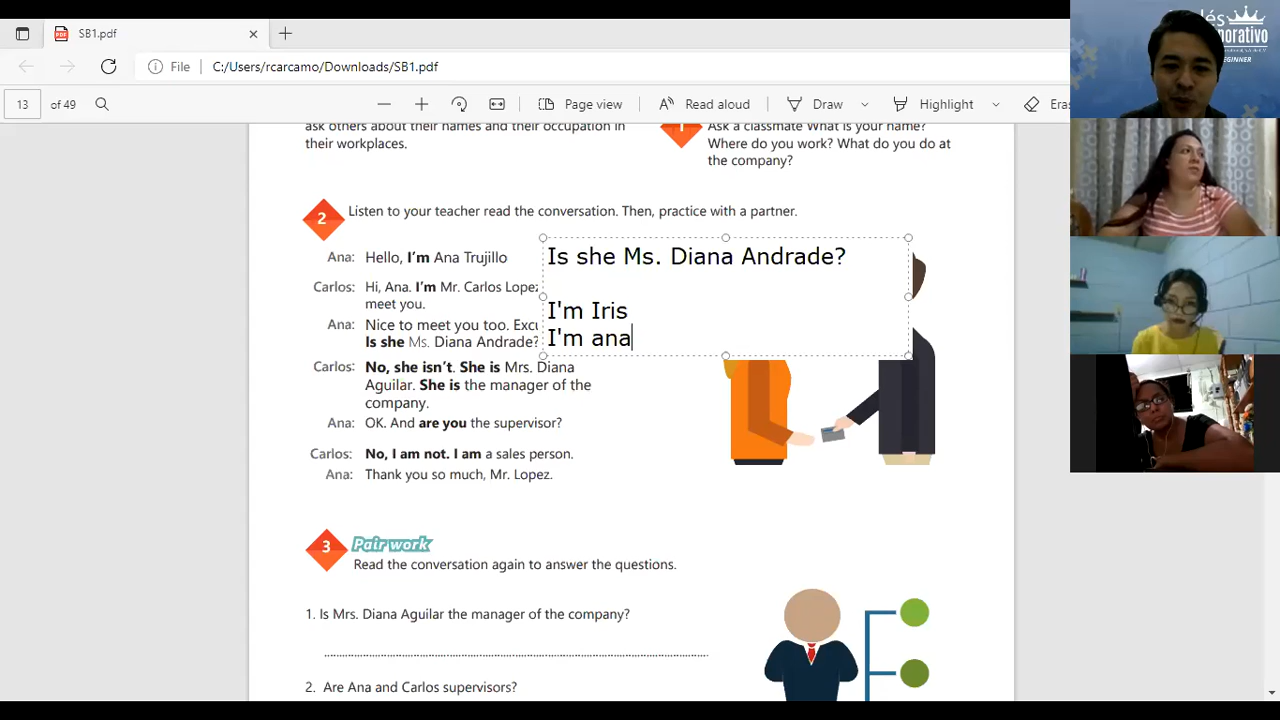 SB1.pdf
File
C:/Users/rcarcamo/Downloads/SB1.pdf
13 of 49
Page view
Read aloud
Draw
Highlight
ask others about their names and their occupation in
their workplaces.
1
Ask a classmate What is your name?
Where do you work? What do you do at
the company?
2
Listen to your teacher read the conversation. Then, practice with a partner.
Ana: Hello, I'm Ana Trujillo
Carlos: Hi, Ana. I'm Mr. Carlos Lopez
meet you.
Ana: Nice to meet you too.
Is she Ms. Diana Andrade?
Carlos: No, she isn't. She is Mrs. Diana
Aguilar. She is the manager of the
company.
Ana: OK. And are you the supervisor?
Carlos: No, I am not. I am a sales person.
Ana: Thank you so much, Mr. Lopez.
Is she Ms. Diana Andrade?
I'm Iris
I'm ana
3
Pair work
Read the conversation again to answer the questions.
1. Is Mrs. Diana Aguilar the manager of the company?
2. Are Ana and Carlos supervisors?